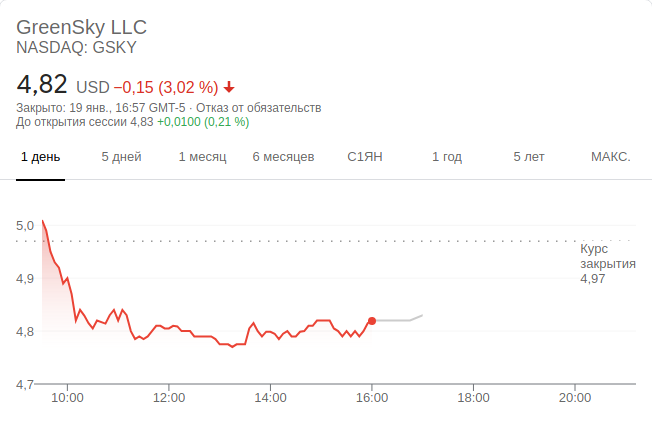 GreenSky LLC
NASDAQ: GSKY
4,82 USD −0,15 (3,02 %)
Закрыто: 19 янв., 16:57 GMT-5 · Отказ от обязательств
До открытия сессии 4,83 +0,0100 (0,21 %)
1 день 5 дней 1 месяц 6 месяцев С1ЯН 1 год 5 лет МАКС.
5,0
Курс
закрытия
4,97
4,9
4,8
4,7
10:00 12:00 14:00 16:00 18:00 20:00